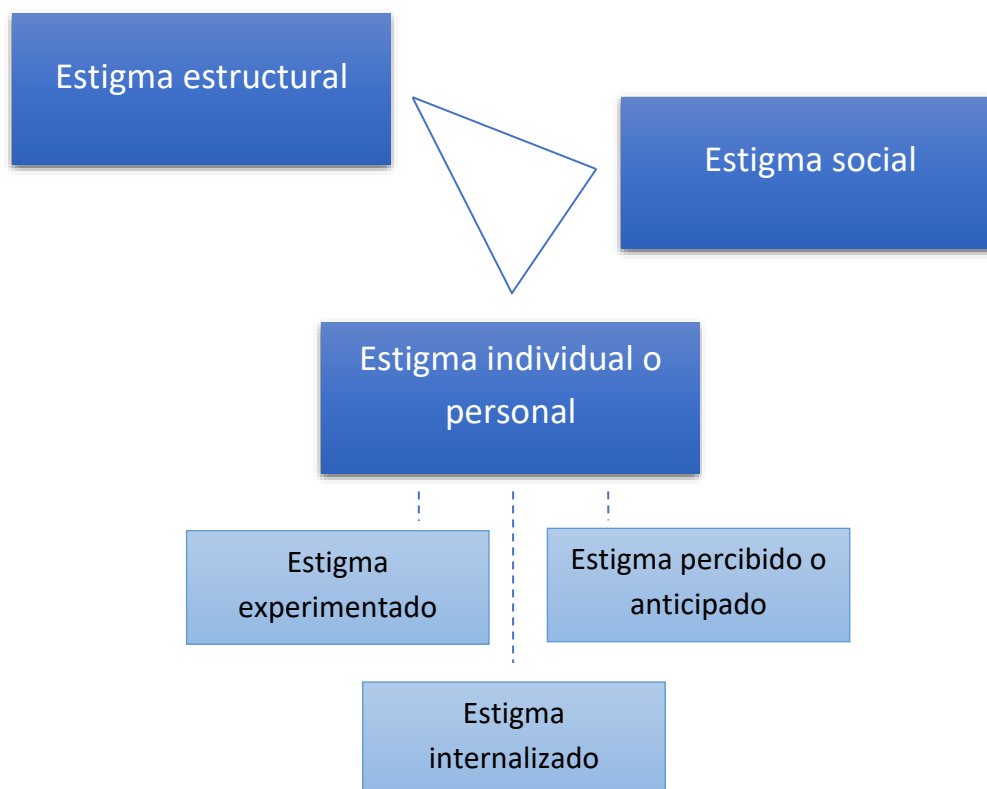 Estigma estructural
Estigma social
Estigma individual o
personal
Estigma
experimentado
Estigma percibido o
anticipado
Estigma
internalizado